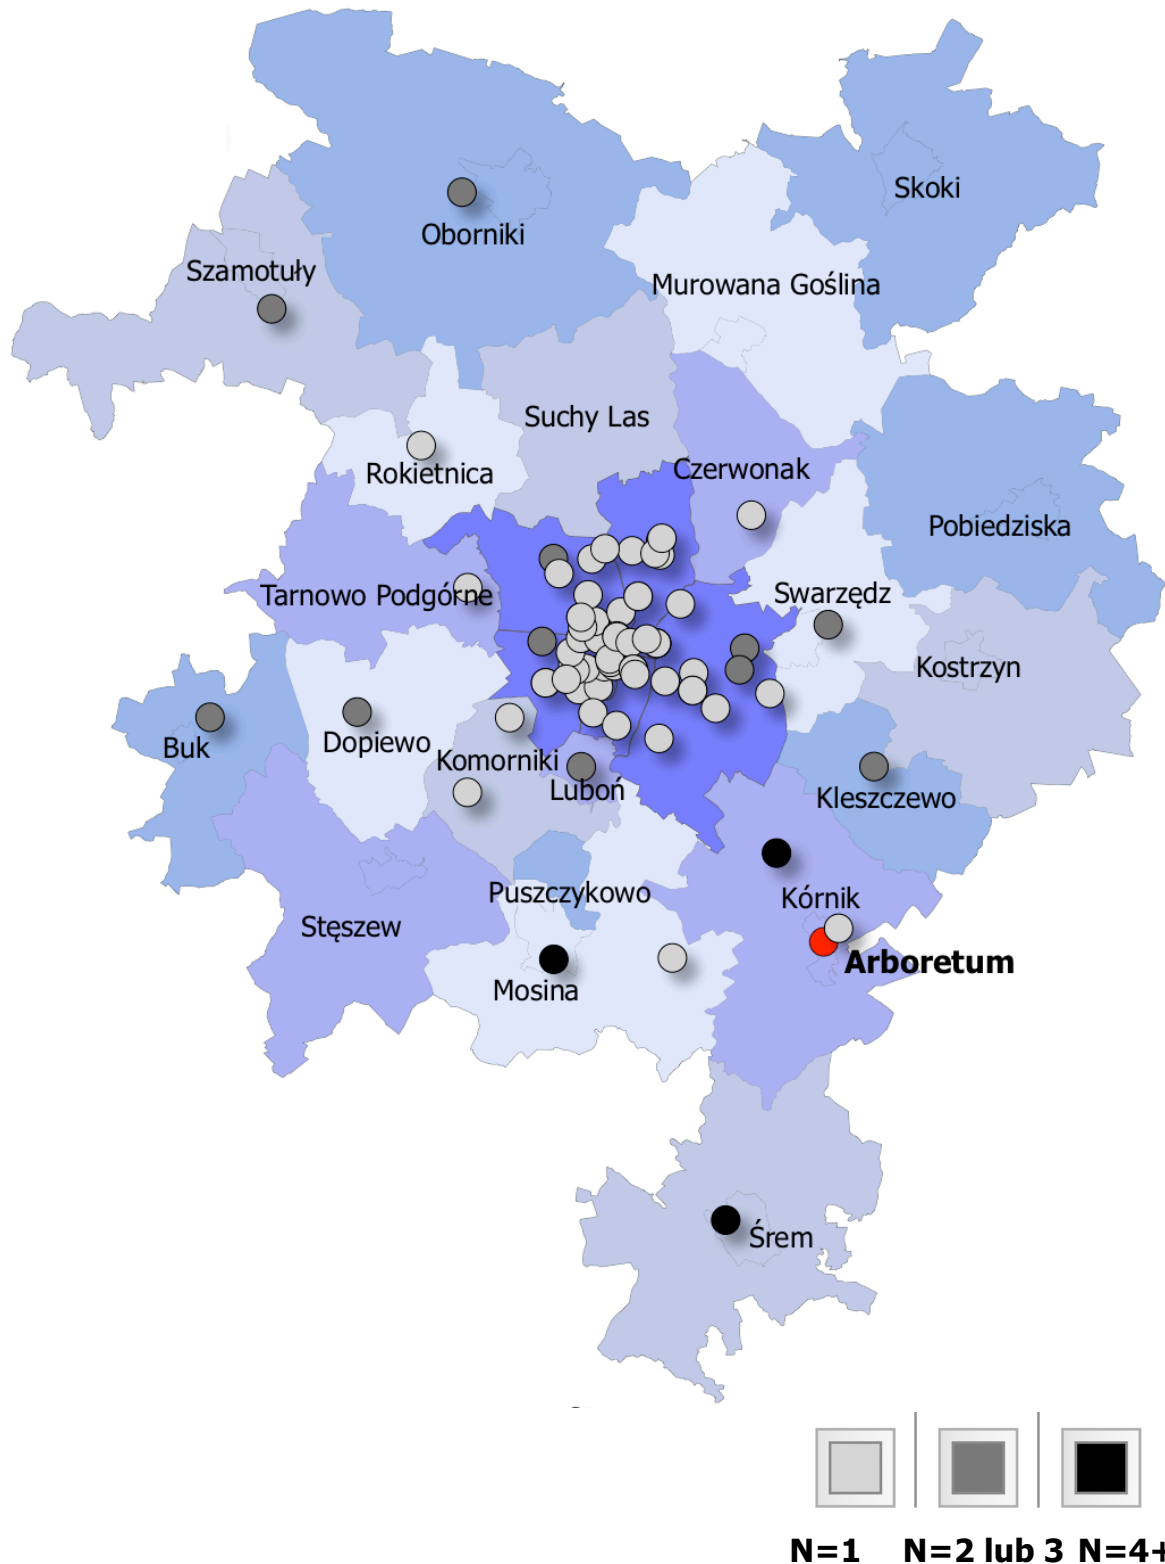 Skoki
Oborniki
Szamotuły
Murowana Goślina
Suchy Las
Rokietnica
Czerwonak
Pobiedziska
Tarnowo Podgórne
Swarzędz
Kostrzyn
Buk
Dopiewo
Komorniki
Luboń
Kleszczewo
Puszczykowo
Kórnik
Stęszew
Arboretum
Mosina
Śrem
N=1 N=2 lub 3 N=4+